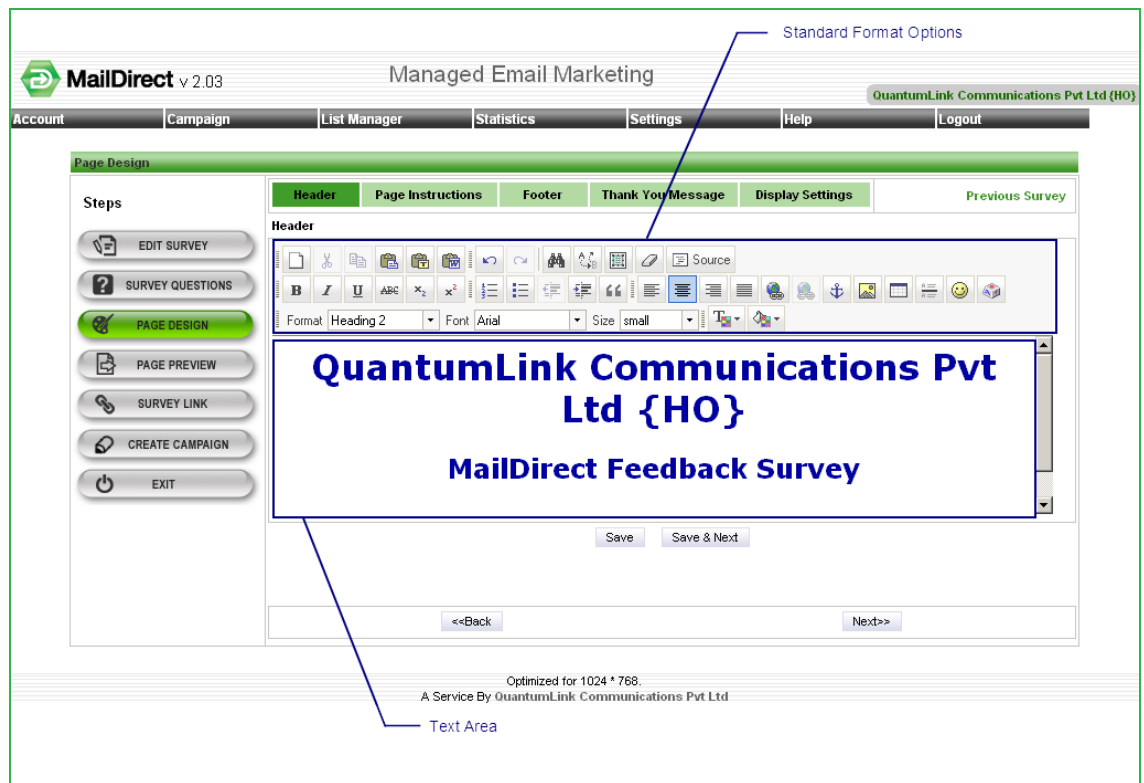 Standard Format Options
MailDirect v 2.03
Managed Email Marketing
QuantumLink Communications Pvt Ltd {HO}
Account Campaign List Manager Statistics Settings Help Logout
Page Design
Steps
EDIT SURVEY
SURVEY QUESTIONS
PAGE DESIGN
PAGE PREVIEW
SURVEY LINK
CREATE CAMPAIGN
EXIT
Header Page Instructions Footer Thank You Message Display Settings Previous Survey
Header
Source
B I U ABC x₂ x²
Format Heading 2 Font Arial Size small
QuantumLink Communications Pvt
Ltd {HO}
MailDirect Feedback Survey
Save Save & Next
<<Back Next>>
Optimized for 1024 * 768.
A Service By QuantumLink Communications Pvt Ltd
Text Area